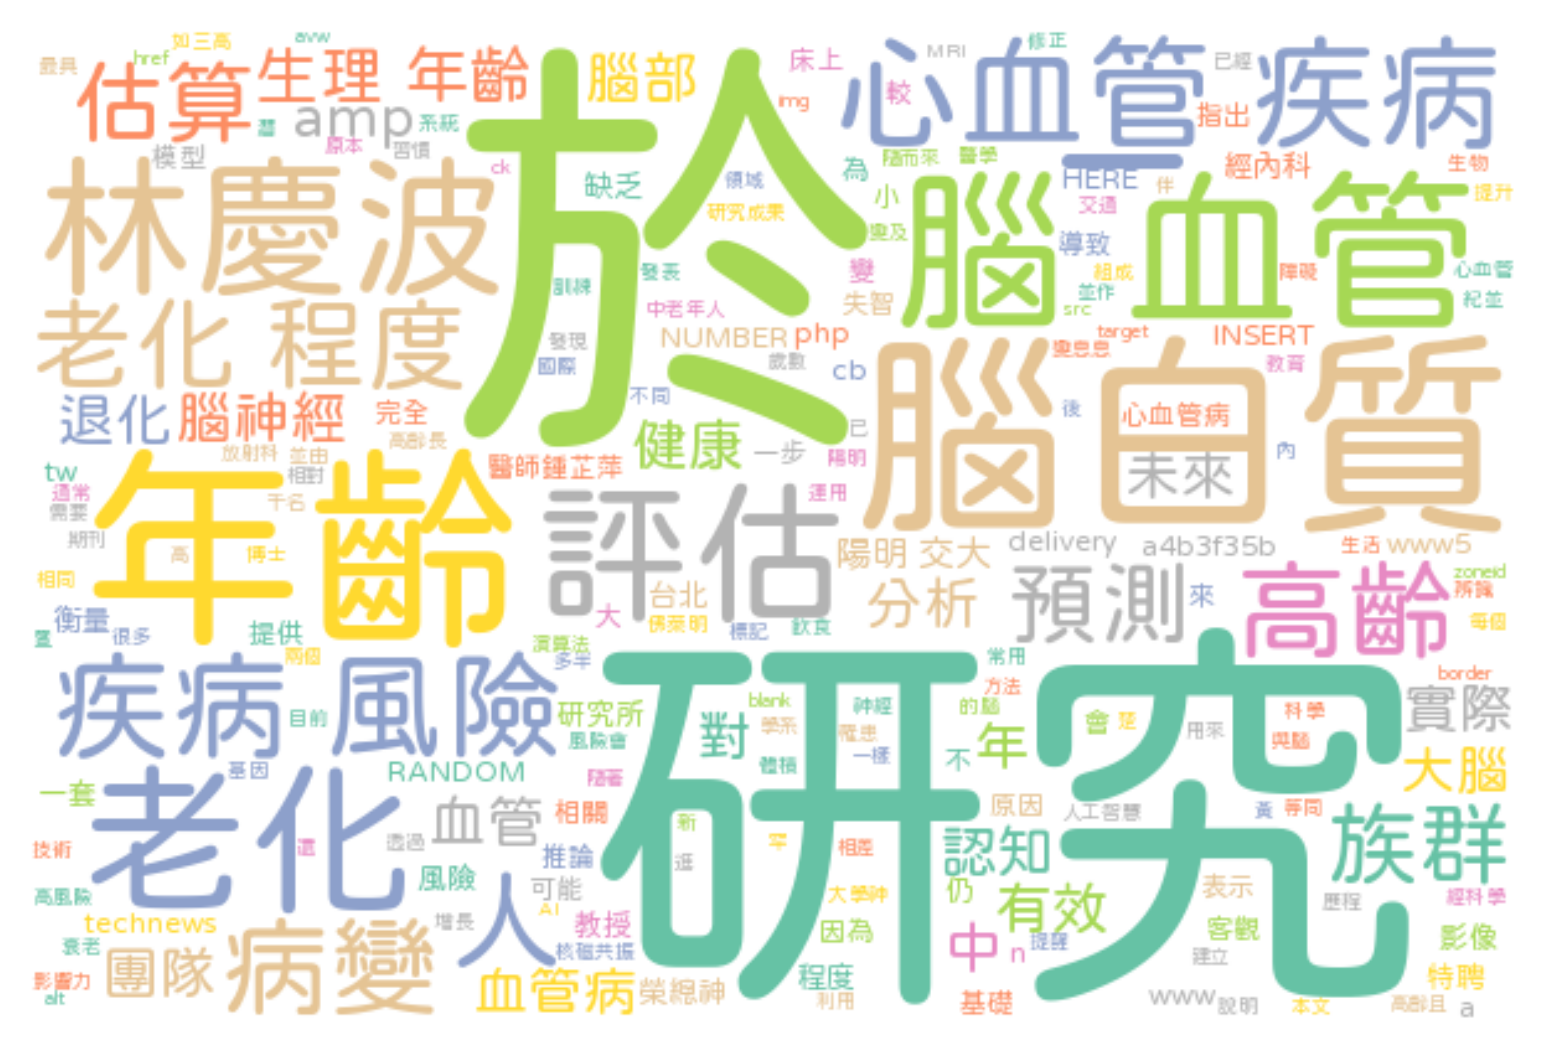 最具
href
如三高
avw
估算
生理 年齡
腦部
床上
心血管 疾病
MRI
修正
已經
較
指出
img
amp
系統
原本
習慣
模型
ck
於
林慶波
缺乏
領域
研究成果
為
隨而來
醫學
小
腦血管
HERE
伴
交通
經內科
生物
提升
導致
組成
並作
src
障礙
心血管
老化 程度
訓練
發表
中老年人
變
失智
發現
國際
NUMBER
php
歲數
cb
不同
target
INSERT
教育
腦白質
心血管病
未來
後
內
退化
腦神經
完全
高齡長
健康
一步
已
陽明
放射科
並由
相對
醫師鍾芷萍
運用
tw
通常
需要
期刊
千名
年齡
高
博士
評估
陽明 交大
delivery
a4b3f35b
生活
www5
zoneid
辨識
相同
衡量
很多
提供
兩個
台北
佛萊明
大
標記
飲食
分析
預測
來
高齡
每個
演算法
多半
疾病 風險
目前
研究所
風險會
研究
blank
學系
對
體積
神經
罹患
一樣
常用
方法
的腦
年
不
會
楚
用來
科學
與腦
border
實際
大腦
一套
基因
RANDOM
隨著
老化
血管
相關
透過
推論
可能
新
逛
罕
相差
原因
人工智慧
黃
等同
族群
認知
技術
高風險
還
風險
人
AI
增長
教授
核磁共振
大學神
因為
仍
有效
表示
歷程
經科學
technews
衰老
影響力
alt
團隊
病變
血管病
榮總神
程度
利用
中
n
提醒
客觀
建立
影像
特聘
基礎
www
說明
本文
高齡且
a